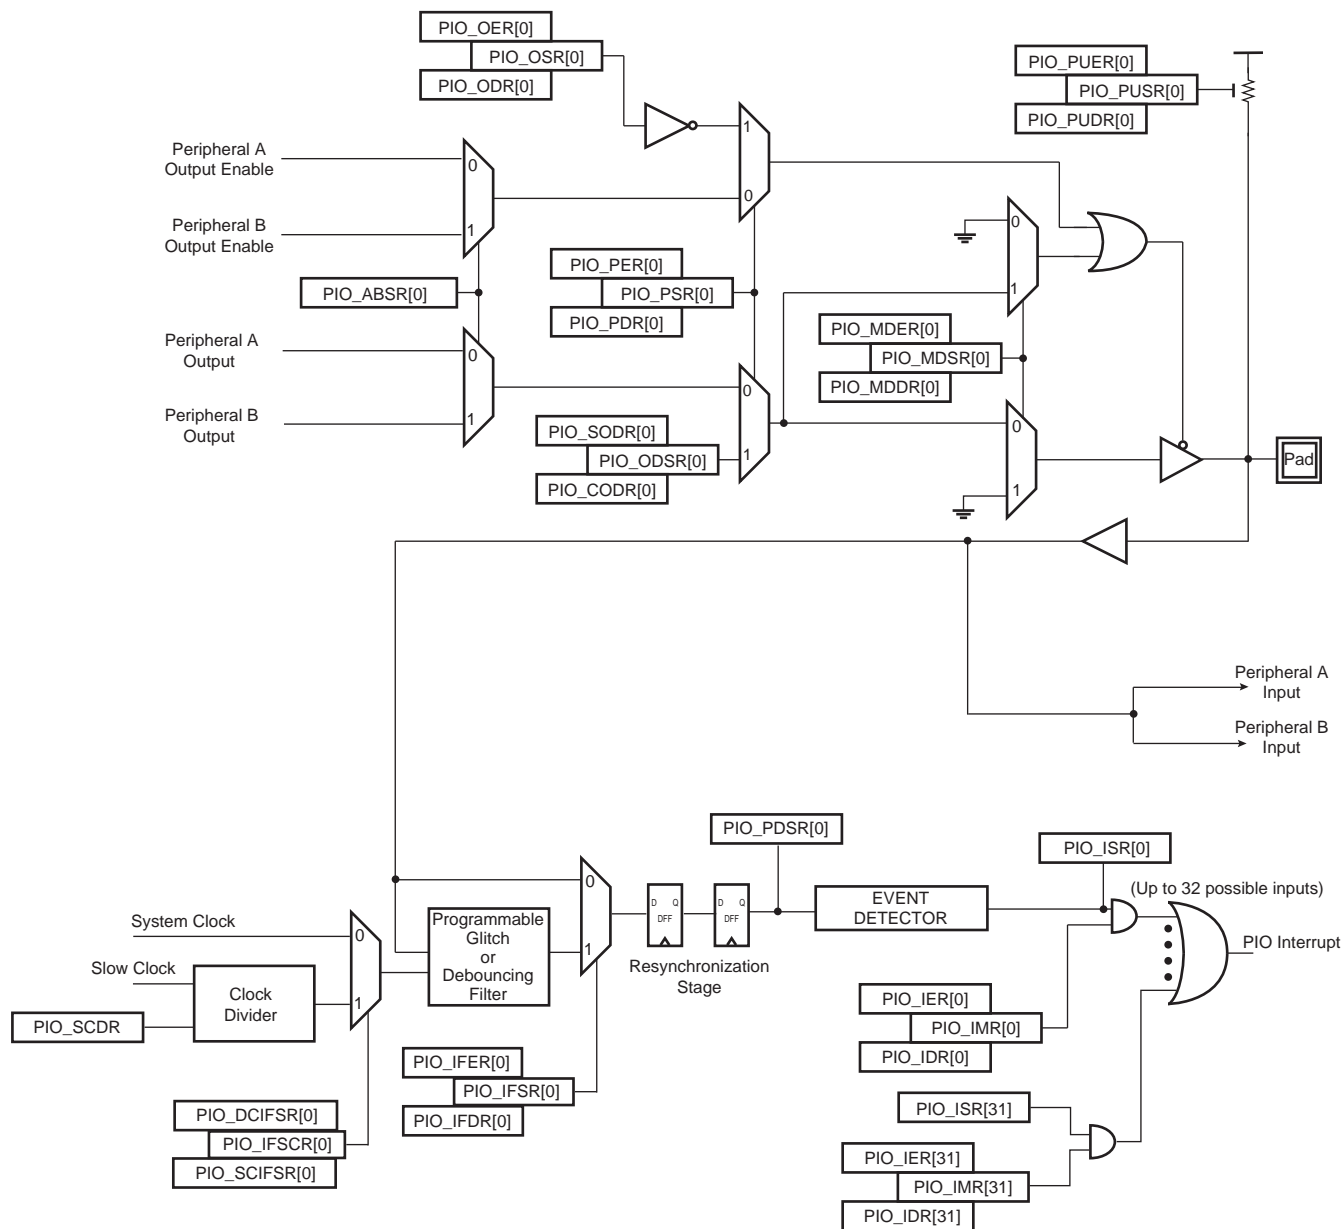 PIO_OER[0]
PIO_OSR[0]
PIO_ODR[0]
PIO_PUER[0]
PIO_PUSR[0]
PIO_PUDR[0]
1
0
Peripheral A
Output Enable
0
Peripheral B
Output Enable
1
0
1
PIO_PER[0]
PIO_PSR[0]
PIO_PDR[0]
PIO_ABSR[0]
PIO_MDER[0]
PIO_MDSR[0]
PIO_MDDR[0]
Peripheral A
Output
0
Peripheral B
Output
1
0
1
PIO_SODR[0]
PIO_ODSR[0]
PIO_CODR[0]
0
1
Pad
Peripheral A
Input
Peripheral B
Input
PIO_PDSR[0]
PIO_ISR[0]
(Up to 32 possible inputs)
0
1
D Q
DFF
D Q
DFF
EVENT
DETECTOR
Resynchronization
Stage
PIO Interrupt
System Clock
0
Slow Clock
1
Clock
Divider
PIO_SCDR
Programmable
Glitch
or
Debouncing
Filter
PIO_IER[0]
PIO_IMR[0]
PIO_IDR[0]
PIO_IFER[0]
PIO_IFSR[0]
PIO_IFDR[0]
PIO_DCIFSR[0]
PIO_IFSCR[0]
PIO_SCIFSR[0]
PIO_ISR[31]
PIO_IER[31]
PIO_IMR[31]
PIO_IDR[31]